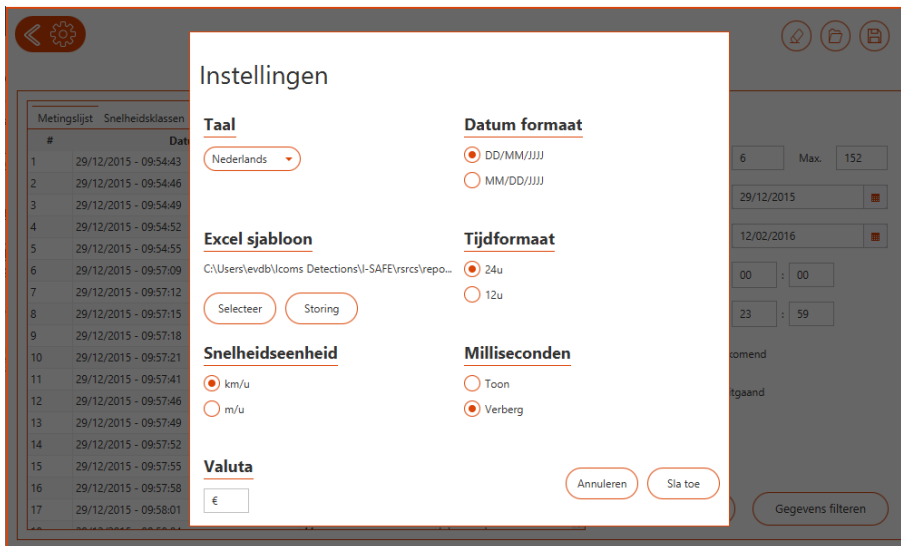 Instellingen
Taal
Nederlands
Datum formaat
DD/MM/JJJJ
MM/DD/JJJJ
Excel sjabloon
C:\Users\evdb\Icoms Detections\I-SAFE\rsrcs\repo...
Selecteer
Storing
Tijdformaat
24u
12u
Snelheidseenheid
km/u
m/u
Milliseconden
Toon
Verberg
Valuta
€
Annuleren
Sla toe
Metingslijst Snelheidsklassen
#
1 29/12/2015 - 09:54:43
2 29/12/2015 - 09:54:46
3 29/12/2015 - 09:54:49
4 29/12/2015 - 09:54:52
5 29/12/2015 - 09:54:55
6 29/12/2015 - 09:57:09
7 29/12/2015 - 09:57:12
8 29/12/2015 - 09:57:15
9 29/12/2015 - 09:57:18
10 29/12/2015 - 09:57:21
11 29/12/2015 - 09:57:41
12 29/12/2015 - 09:57:46
13 29/12/2015 - 09:57:49
14 29/12/2015 - 09:57:52
15 29/12/2015 - 09:57:55
16 29/12/2015 - 09:57:58
17 29/12/2015 - 09:58:01
6 Max. 152
29/12/2015
12/02/2016
00 : 00
23 : 59
komend
tgaand
Gegevens filteren